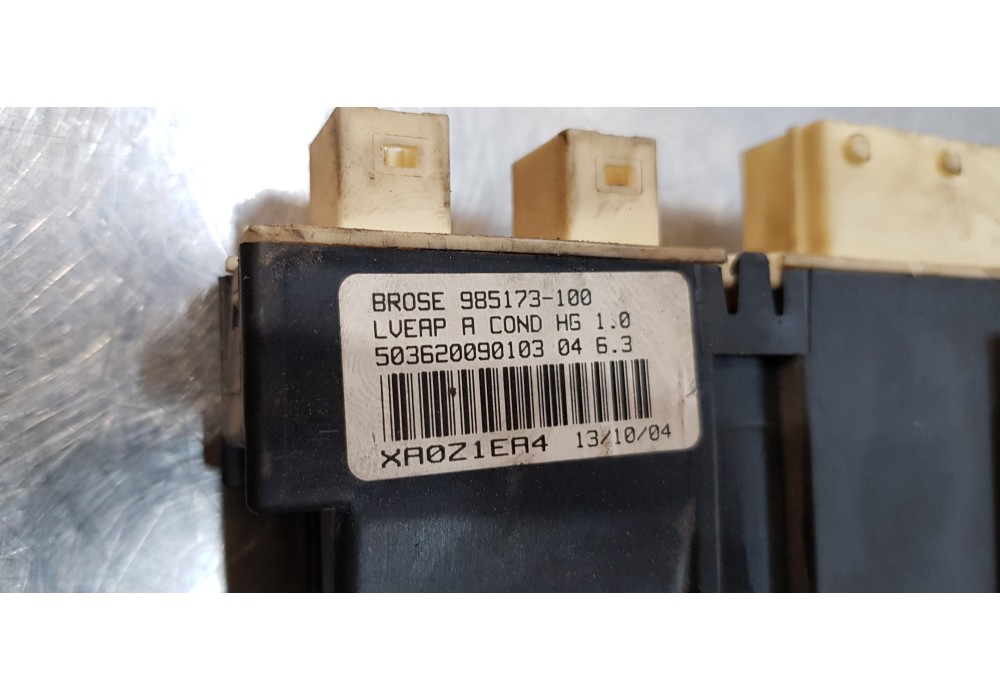 BROSE 985173-100
LVEAP A COND HG 1.0
503620090103 04 6.3
XA0Z1EA4 13/10/04